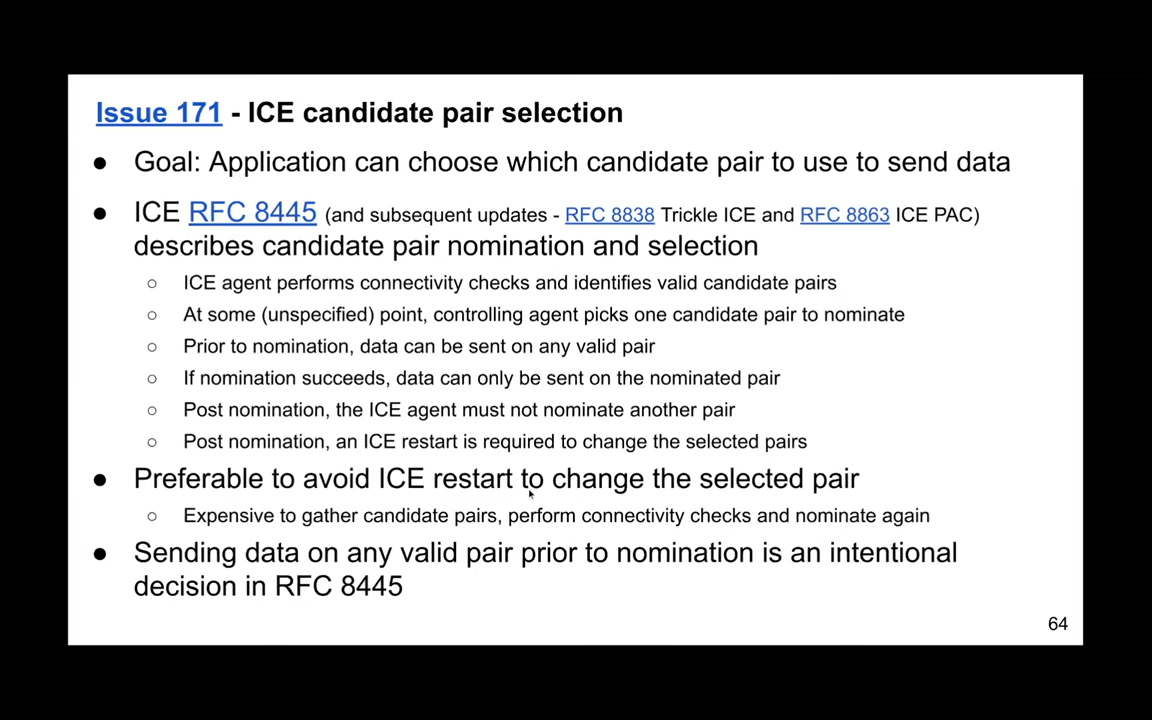 Issue 171 - ICE candidate pair selection
● Goal: Application can choose which candidate pair to use to send data
● ICE RFC 8445 (and subsequent updates - RFC 8838 Trickle ICE and RFC 8863 ICE PAC)
describes candidate pair nomination and selection
○ ICE agent performs connectivity checks and identifies valid candidate pairs
○ At some (unspecified) point, controlling agent picks one candidate pair to nominate
○ Prior to nomination, data can be sent on any valid pair
○ If nomination succeeds, data can only be sent on the nominated pair
○ Post nomination, the ICE agent must not nominate another pair
○ Post nomination, an ICE restart is required to change the selected pairs
● Preferable to avoid ICE restart to change the selected pair
○ Expensive to gather candidate pairs, perform connectivity checks and nominate again
● Sending data on any valid pair prior to nomination is an intentional
decision in RFC 8445
64